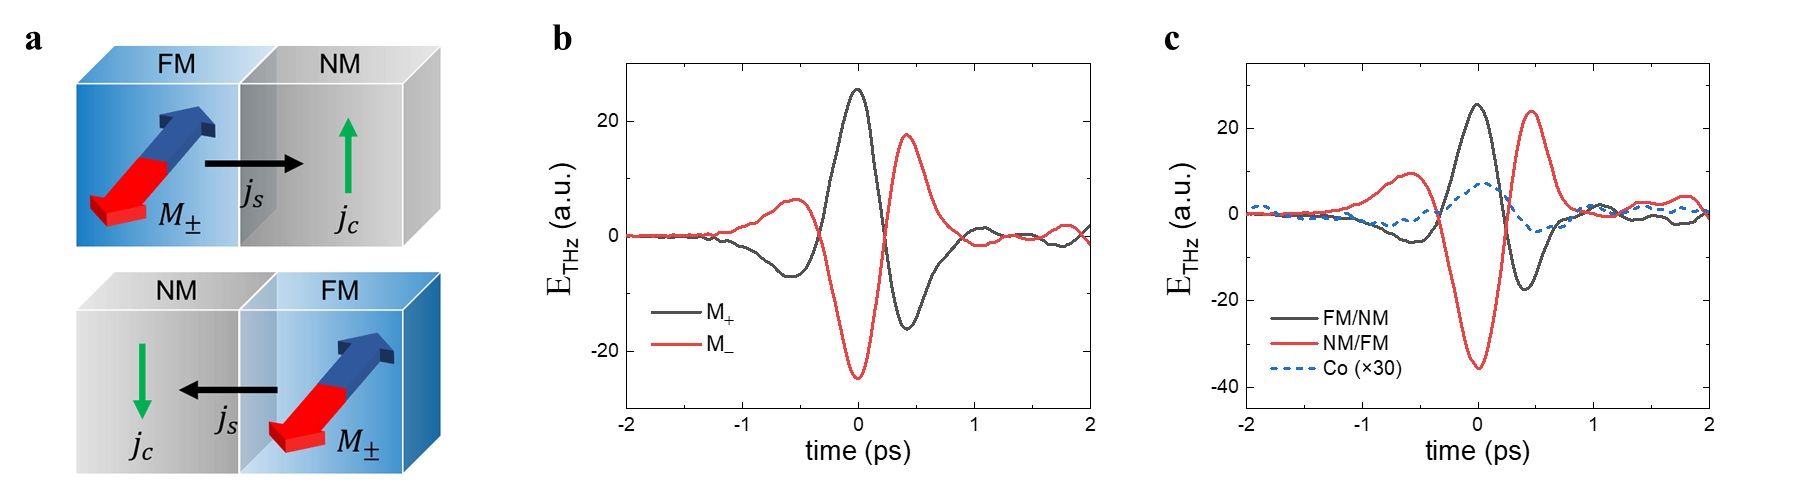 a
FM
NM
M±
js
jc
NM
FM
jc
js
M±
b
ETHz (a.u.)
20
0
-20
M+
M−
-2
-1
0
1
2
time (ps)
c
ETHz (a.u.)
20
0
-20
-40
FM/NM
NM/FM
Co (×30)
-2
-1
0
1
2
time (ps)